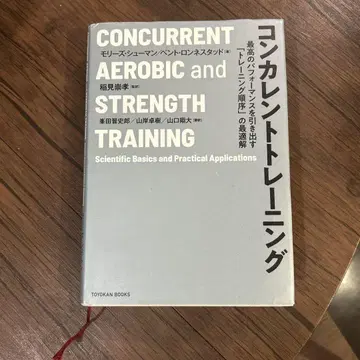 CONCURRENT
モリーズ・シューマン／ベント・ロンネスタッド（著）
AEROBIC and
稲見崇孝（監訳）
STRENGTH
峯田晋史郎／山岸卓樹／山口翔大（翻訳）
TRAINING
Scientific Basics and Practical Applications
コンカレントトレーニング
最高のパフォーマンスを引き出す
「トレーニング順序」の最適解
TOYOKAN BOOKS